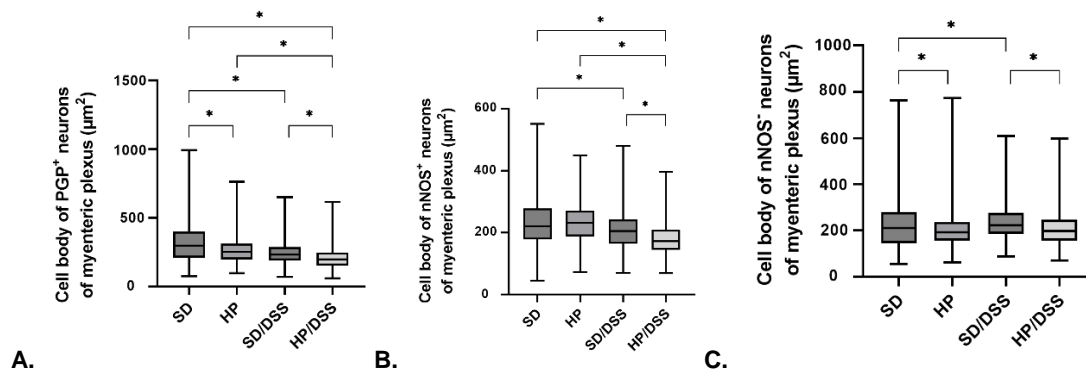 *
*
*
*
*
Cell body of PGP⁺ neurons
of myenteric plexus (µm²)
1500
1000
500
0
SD
HP
SD/DSS
HP/DSS
A.
*
*
*
*
Cell body of nNOS⁺ neurons
of myenteric plexus (µm²)
600
400
200
0
SD
HP
SD/DSS
HP/DSS
B.
*
*
*
Cell body of nNOS⁻ neurons
of myenteric plexus (µm²)
1000
800
600
400
200
0
SD
HP
SD/DSS
HP/DSS
C.